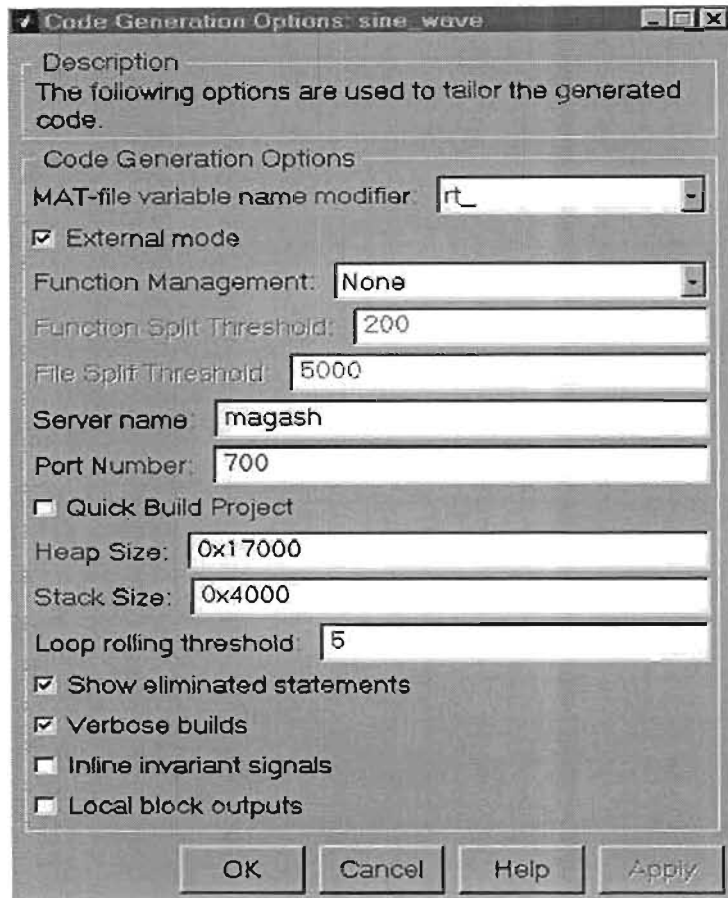 Code Generation Options: sine_wave
Description
The following options are used to tailor the generated
code.
Code Generation Options
MAT-file variable name modifier: rt_
External mode
Function Management: None
Function Split Threshold: 200
File Split Threshold: 5000
Server name: magash
Port Number: 700
Quick Build Project
Heap Size: 0x17000
Stack Size: 0x4000
Loop rolling threshold: 5
Show eliminated statements
Verbose builds
Inline invariant signals
Local block outputs
OK Cancel Help Apply